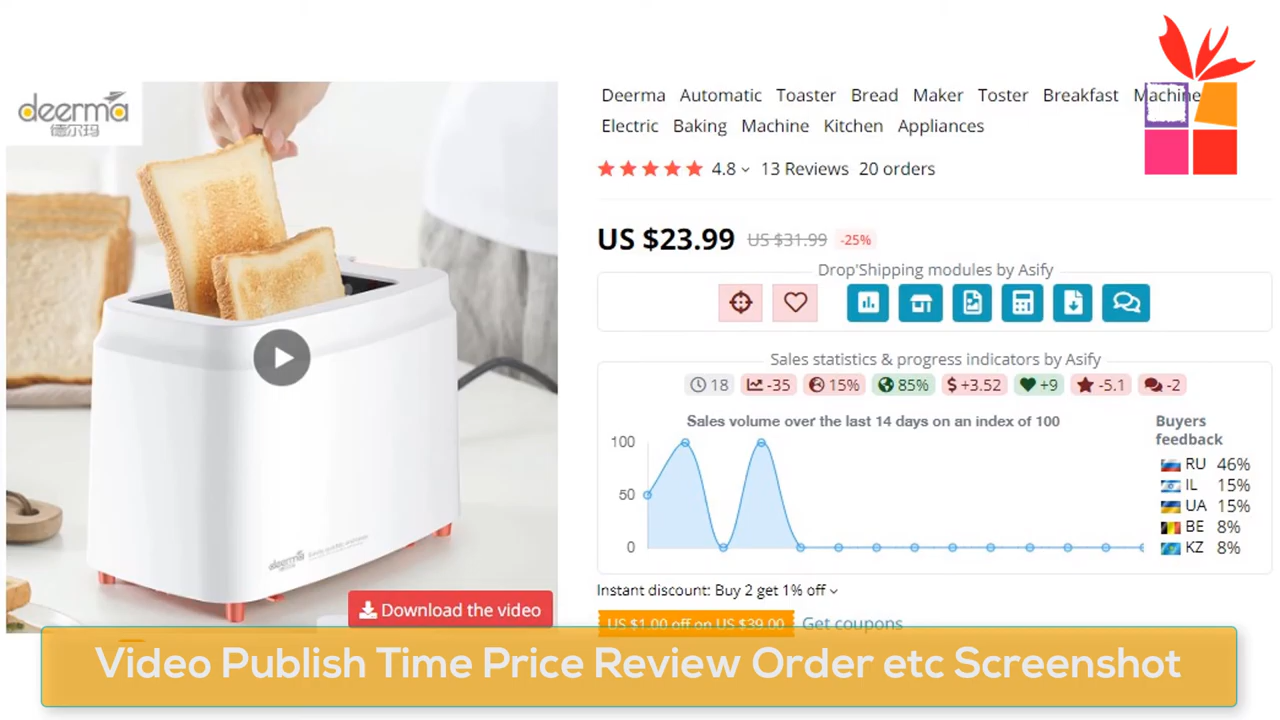 deerma
德尔玛
deerma
Download the video
Deerma Automatic Toaster Bread Maker Toster Breakfast Machine
Electric Baking Machine Kitchen Appliances
4.8 13 Reviews 20 orders
US $23.99 US $31.99 -25%
Drop'Shipping modules by Asify
Sales statistics & progress indicators by Asify
18 -35 15% 85% $ +3.52 +9 -5.1 -2
Sales volume over the last 14 days on an index of 100
100
50
0
Buyers
feedback
RU 46%
IL 15%
UA 15%
BE 8%
KZ 8%
Instant discount: Buy 2 get 1% off
US $1.00 off on US $39.00 Get coupons
Video Publish Time Price Review Order etc Screenshot